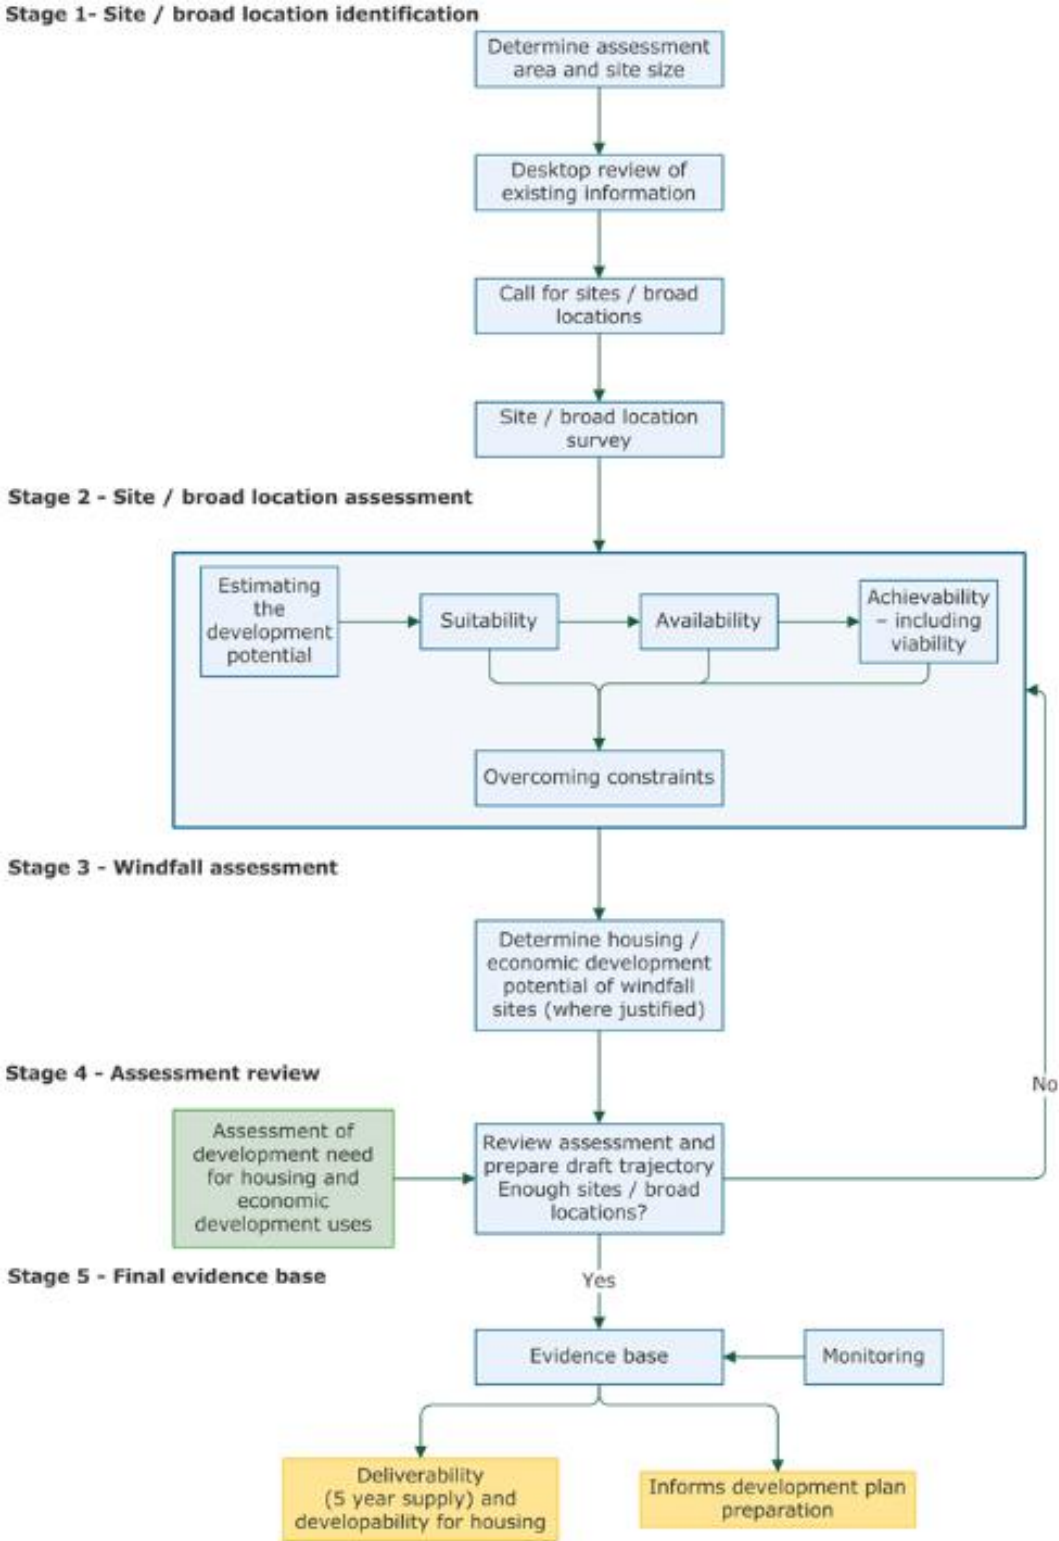 Stage 1- Site / broad location identification
Determine assessment
area and site size
Desktop review of
existing information
Call for sites / broad
locations
Site / broad location
survey
Stage 2 - Site / broad location assessment
Estimating
the
development
potential
Suitability
Availability
Achievability
– including
viability
Overcoming constraints
Stage 3 - Windfall assessment
Determine housing /
economic development
potential of windfall
sites (where justified)
Stage 4 - Assessment review
No
Assessment of
development need
for housing and
economic
development uses
Review assessment and
prepare draft trajectory
Enough sites / broad
locations?
Stage 5 - Final evidence base
Yes
Evidence base
Monitoring
Deliverability
(5 year supply) and
developability for housing
Informs development plan
preparation